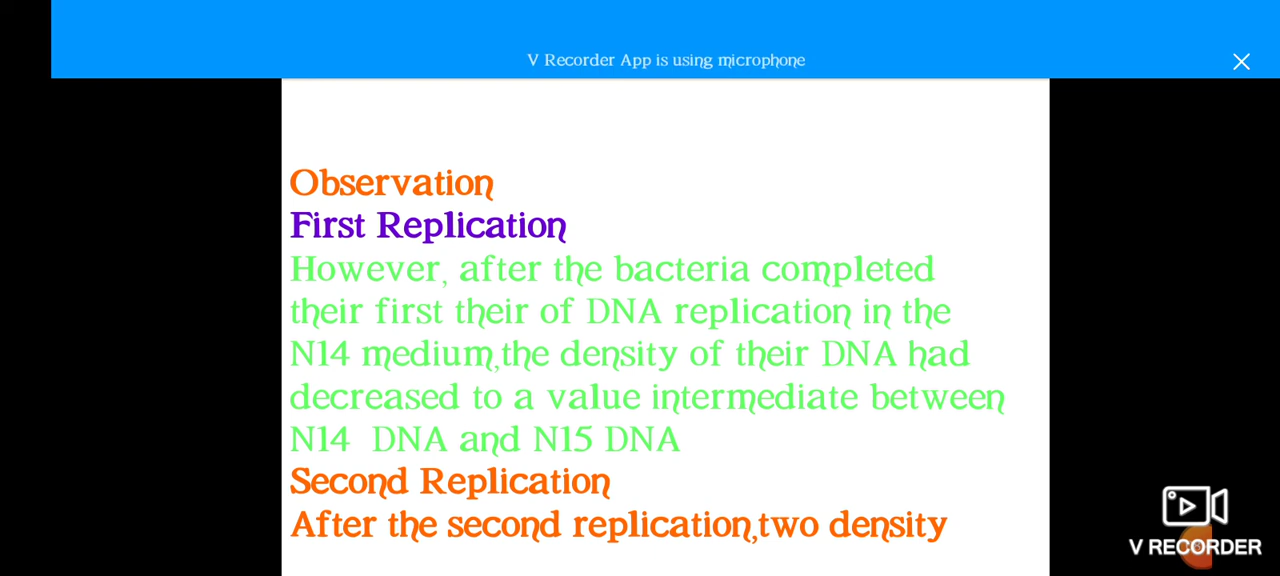 V Recorder App is using microphone
Observation
First Replication
However, after the bacteria completed
their first their of DNA replication in the
N14 medium,the density of their DNA had
decreased to a value intermediate between
N14 DNA and N15 DNA
Second Replication
After the second replication,two density
V RECORDER